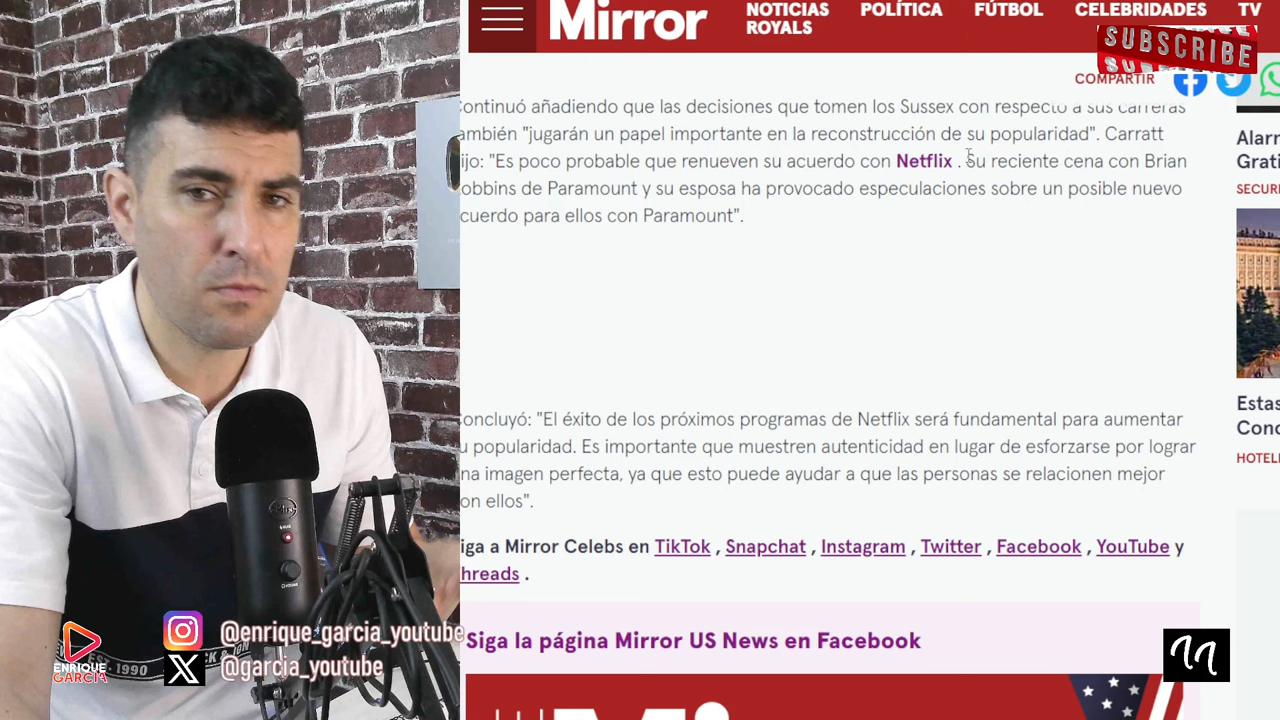 Mirror
NOTICIAS
ROYALS
POLÍTICA
FÚTBOL
CELEBRIDADES
TV
SUBSCRIBE
COMPARTIR
ontinuó añadiendo que las decisiones que tomen los Sussex con respecto a sus carreras
ambién "jugarán un papel importante en la reconstrucción de su popularidad". Carratt
ijo: "Es poco probable que renueven su acuerdo con Netflix . Su reciente cena con Brian
obbins de Paramount y su esposa ha provocado especulaciones sobre un posible nuevo
cuerdo para ellos con Paramount".
oncluyó: "El éxito de los próximos programas de Netflix será fundamental para aumentar
u popularidad. Es importante que muestren autenticidad en lugar de esforzarse por lograr
na imagen perfecta, ya que esto puede ayudar a que las personas se relacionen mejor
on ellos".
iga a Mirror Celebs en TikTok , Snapchat , Instagram , Twitter , Facebook , YouTube y
hreads .
Siga la página Mirror US News en Facebook
Alarr
Grati
SECURI
Estas
Conc
HOTELI
@enrique_garcia_youtube
@garcia_youtube
ENRIQUE
GARCIA
1990